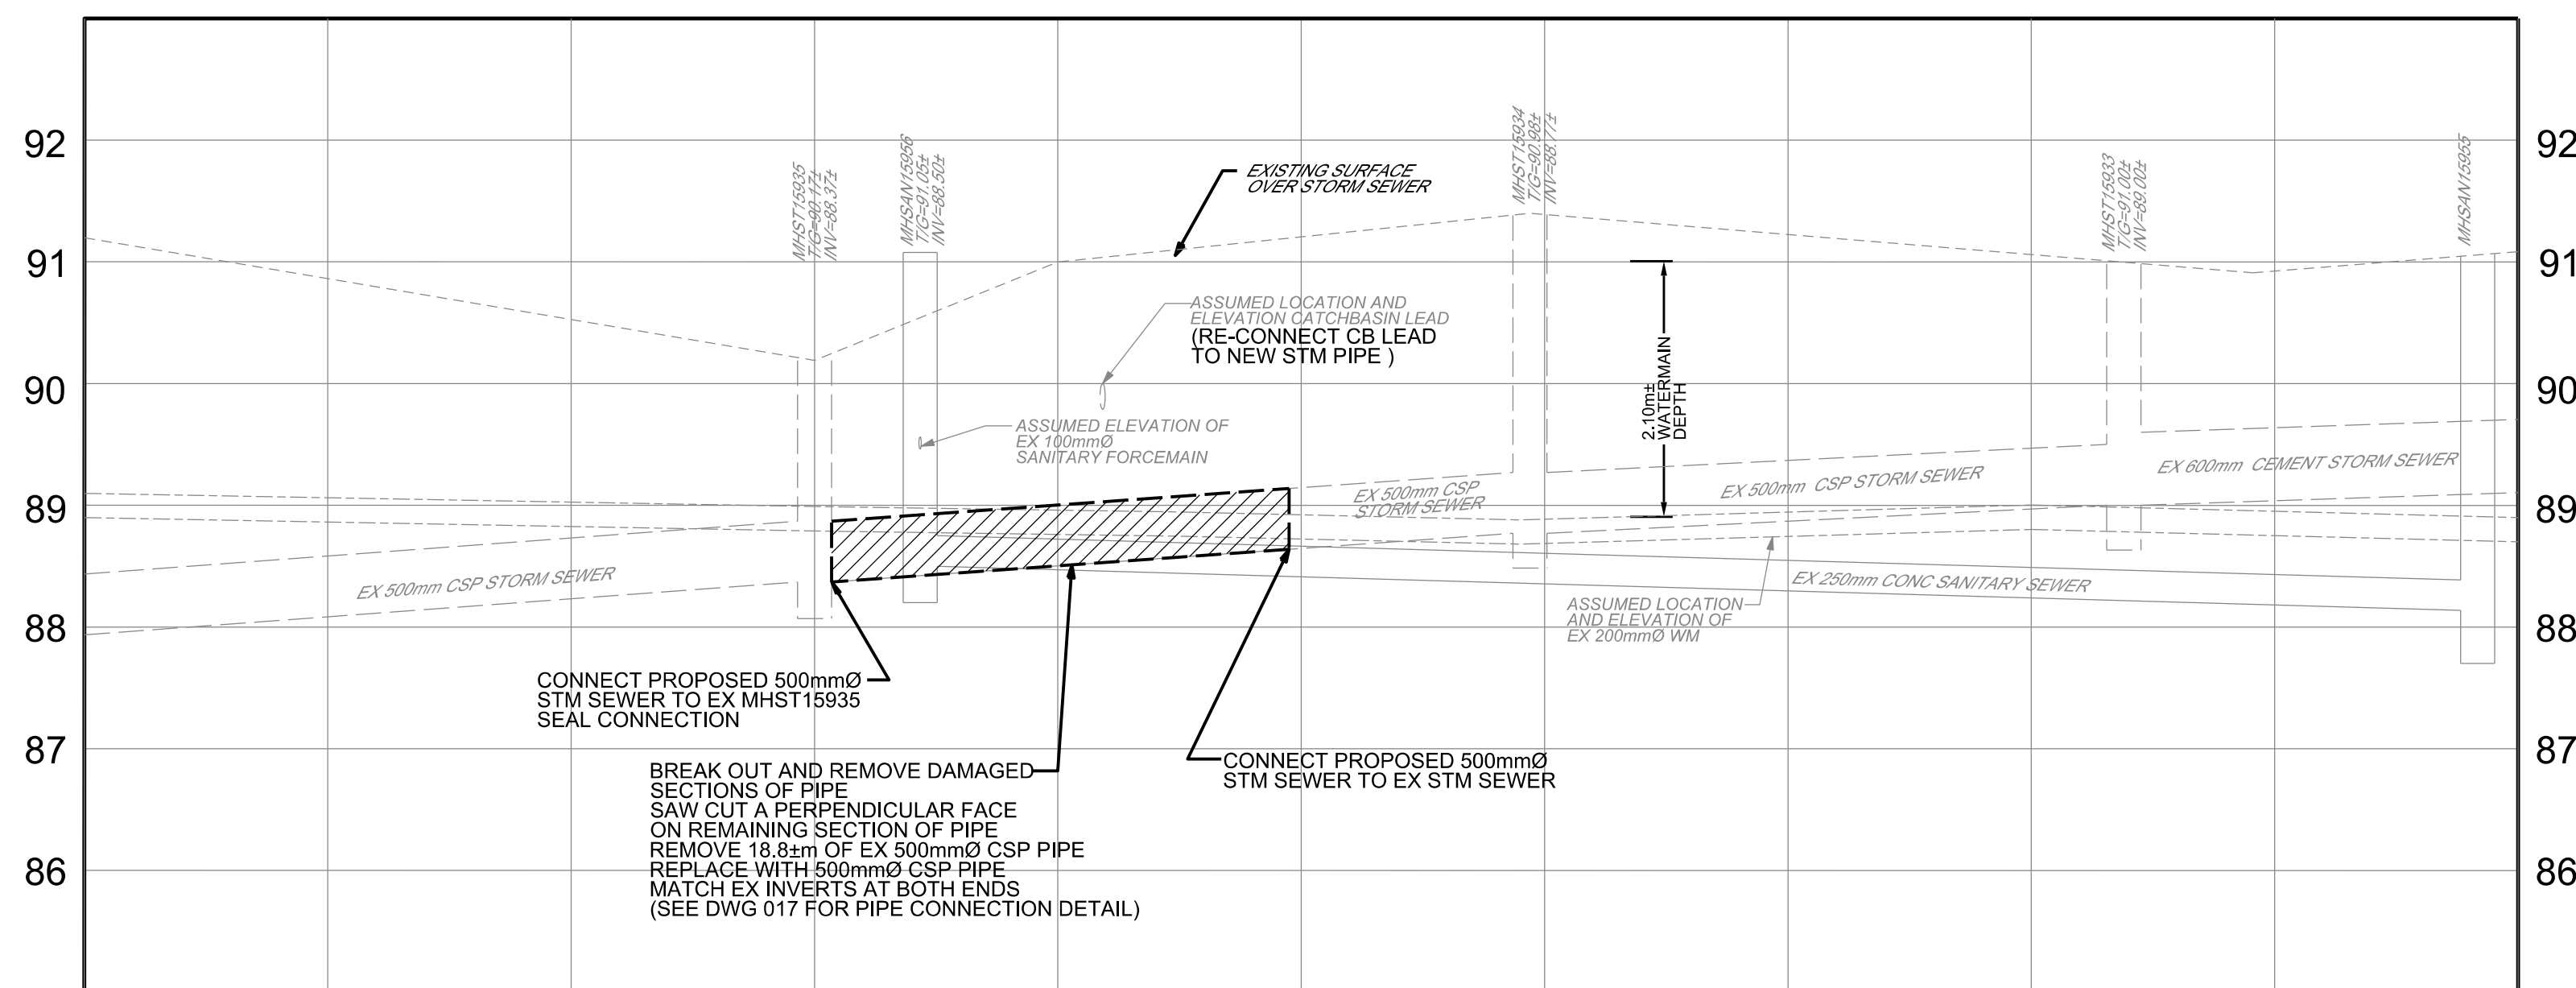 92
91
90
89
88
87
86
MHST15935
T/G=90.17±
INV=88.37±
MHSAN15956
T/G=91.05±
INV=88.50±
EXISTING SURFACE
OVER STORM SEWER
MHST15934
T/G=90.98±
INV=88.77±
MHST15933
T/G=91.00±
INV=89.00±
MHSAN15955
ASSUMED LOCATION AND
ELEVATION CATCHBASIN LEAD
(RE-CONNECT CB LEAD
TO NEW STM PIPE )
ASSUMED ELEVATION OF
EX 100mmØ
SANITARY FORCEMAIN
2.10m±
WATERMAIN
DEPTH
EX 500mm CSP STORM SEWER
EX 500mm CSP
STORM SEWER
EX 500mm CSP STORM SEWER
EX 600mm CEMENT STORM SEWER
EX 250mm CONC SANITARY SEWER
ASSUMED LOCATION
AND ELEVATION OF
EX 200mmØ WM
CONNECT PROPOSED 500mmØ
STM SEWER TO EX MHST15935
SEAL CONNECTION
BREAK OUT AND REMOVE DAMAGED
SECTIONS OF PIPE
SAW CUT A PERPENDICULAR FACE
ON REMAINING SECTION OF PIPE
REMOVE 18.8±m OF EX 500mmØ CSP PIPE
REPLACE WITH 500mmØ CSP PIPE
MATCH EX INVERTS AT BOTH ENDS
(SEE DWG 017 FOR PIPE CONNECTION DETAIL)
CONNECT PROPOSED 500mmØ
STM SEWER TO EX STM SEWER
92
91
90
89
88
87
86